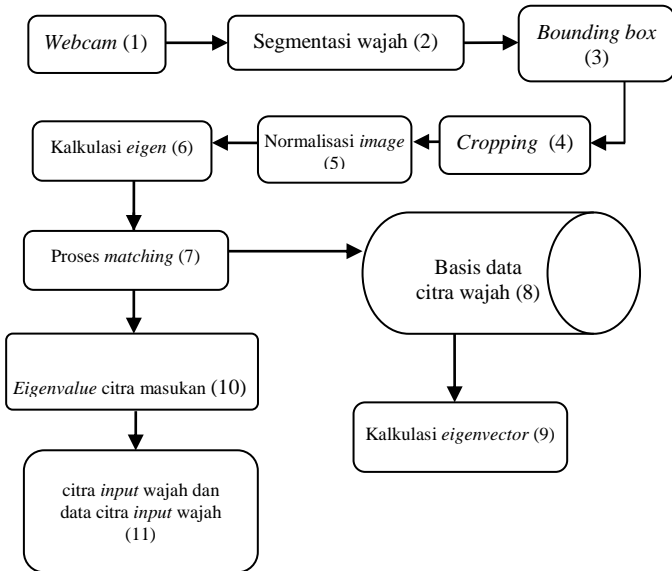 Webcam (1)
Segmentasi wajah (2)
Bounding box
(3)
Cropping (4)
Normalisasi image
(5)
Kalkulasi eigen (6)
Proses matching (7)
Basis data
citra wajah (8)
Kalkulasi eigenvector (9)
Eigenvalue citra masukan (10)
citra input wajah dan
data citra input wajah
(11)